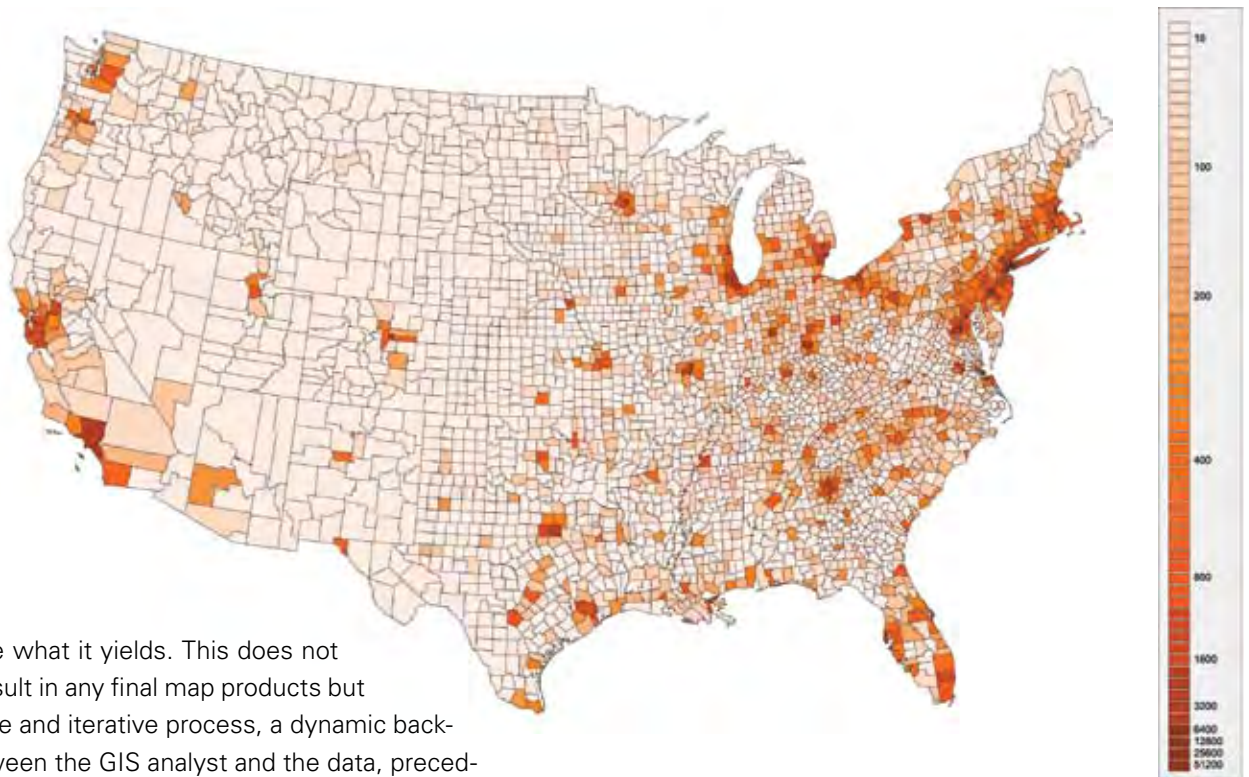 10
100
200
400
800
1600
3200
6400
12800
25600
51200
e what it yields. This does not
sult in any final map products but
e and iterative process, a dynamic back-
ween the GIS analyst and the data, preced-